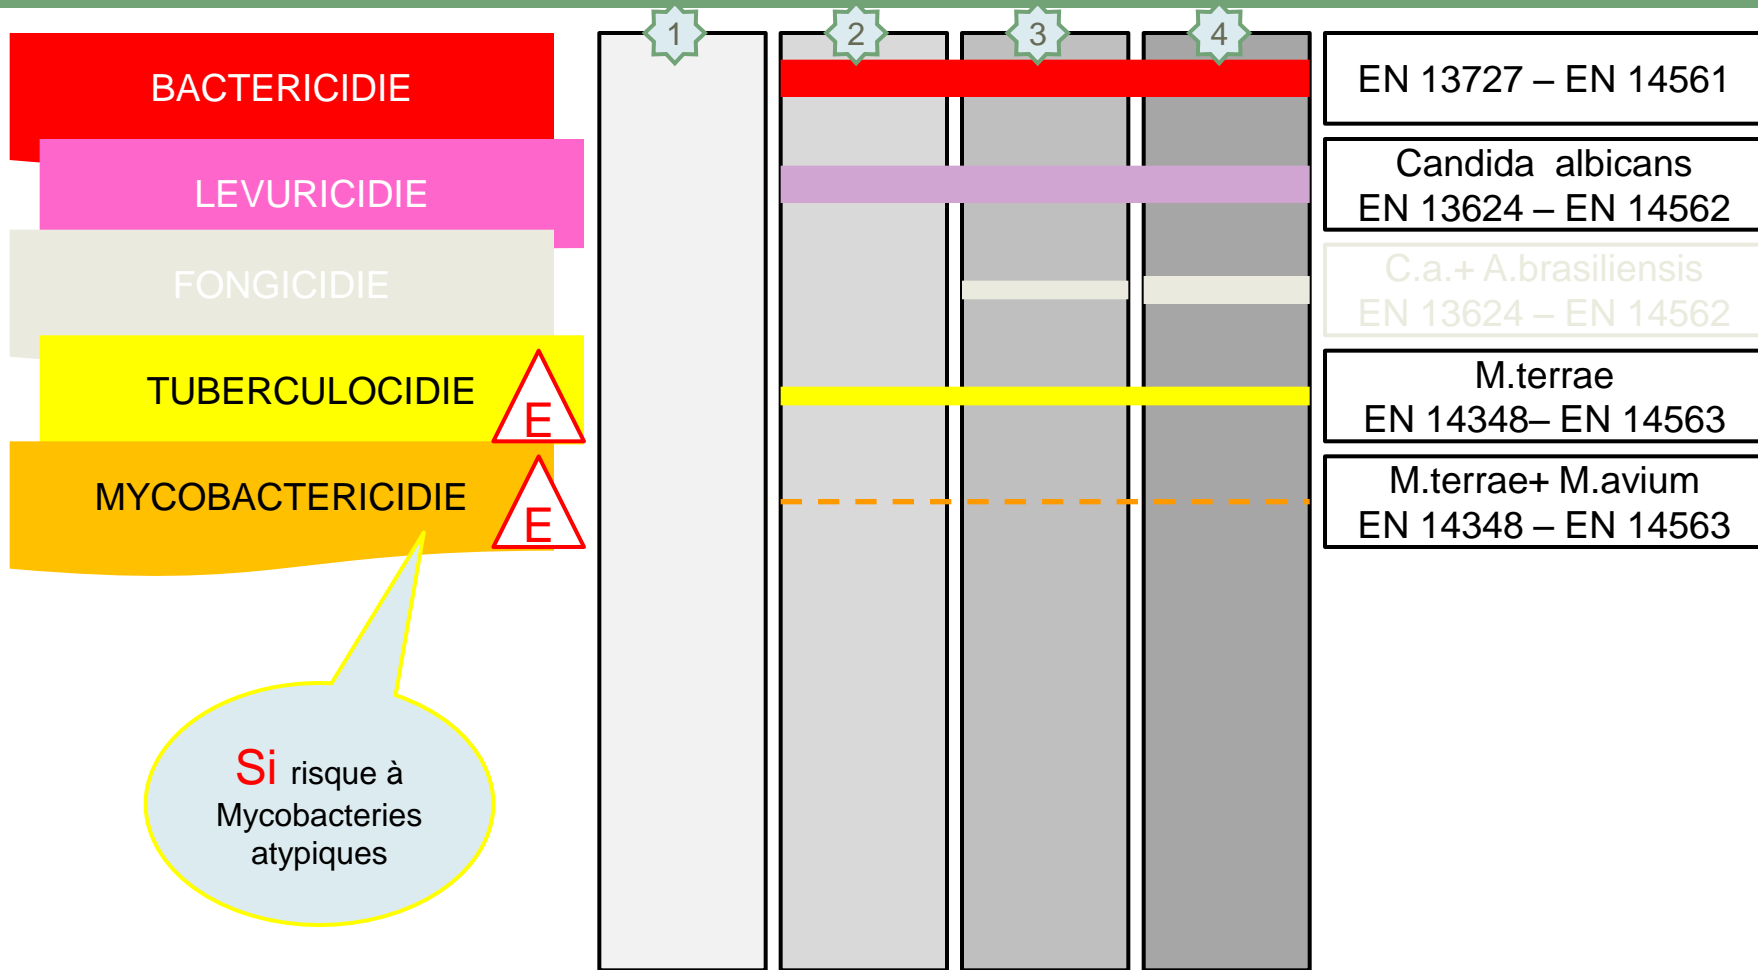 1
2
3
4
BACTERICIDIE
EN 13727 – EN 14561
LEVURICIDIE
Candida albicans
EN 13624 – EN 14562
FONGICIDIE
C.a.+ A.brasiliensis
EN 13624 – EN 14562
TUBERCULOCIDIE
E
M.terrae
EN 14348– EN 14563
MYCOBACTERICIDIE
E
M.terrae+ M.avium
EN 14348 – EN 14563
Si risque à
Mycobacteries
atypiques